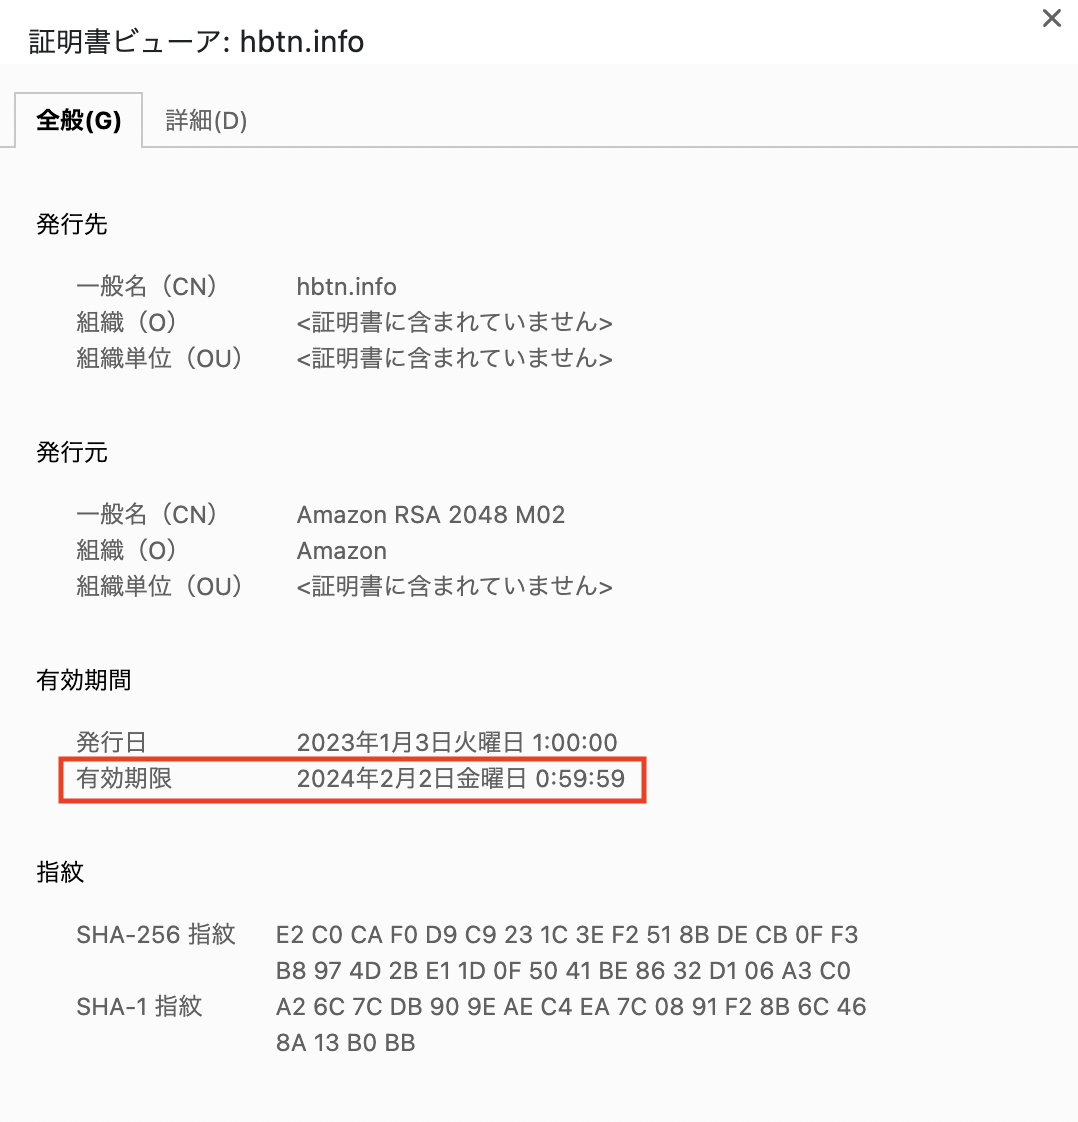 証明書ビューア: hbtn.info
全般(G) 詳細(D)
発行先
一般名（CN） hbtn.info
組織（O） <証明書に含まれていません>
組織単位（OU） <証明書に含まれていません>
発行元
一般名（CN） Amazon RSA 2048 M02
組織（O） Amazon
組織単位（OU） <証明書に含まれていません>
有効期間
発行日 2023年1月3日火曜日 1:00:00
有効期限 2024年2月2日金曜日 0:59:59
指紋
SHA-256 指紋 E2 C0 CA F0 D9 C9 23 1C 3E F2 51 8B DE CB 0F F3
B8 97 4D 2B E1 1D 0F 50 41 BE 86 32 D1 06 A3 C0
SHA-1 指紋 A2 6C 7C DB 90 9E AE C4 EA 7C 08 91 F2 8B 6C 46
8A 13 B0 BB